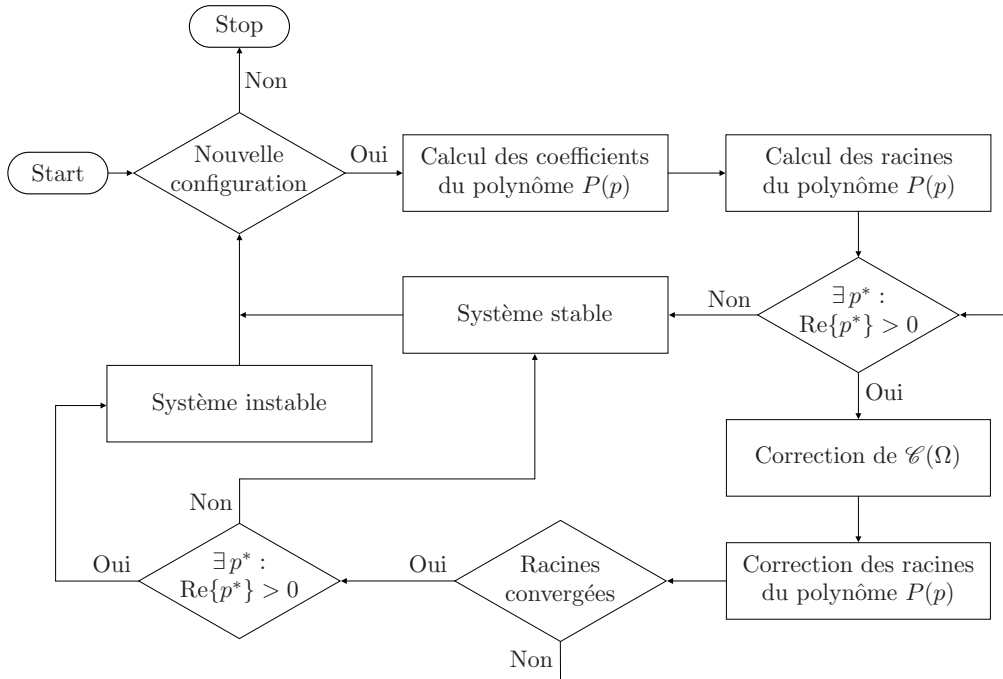 Stop
Non
Start
Nouvelle
configuration
Oui
Calcul des coefficients
du polynôme P(p)
Calcul des racines
du polynôme P(p)
∃ p* :
Re{p*} > 0
Non
Système stable
Système instable
Oui
Correction de 𝒞(Ω)
Correction des racines
du polynôme P(p)
Racines
convergées
Oui
Non
∃ p* :
Re{p*} > 0
Non
Oui